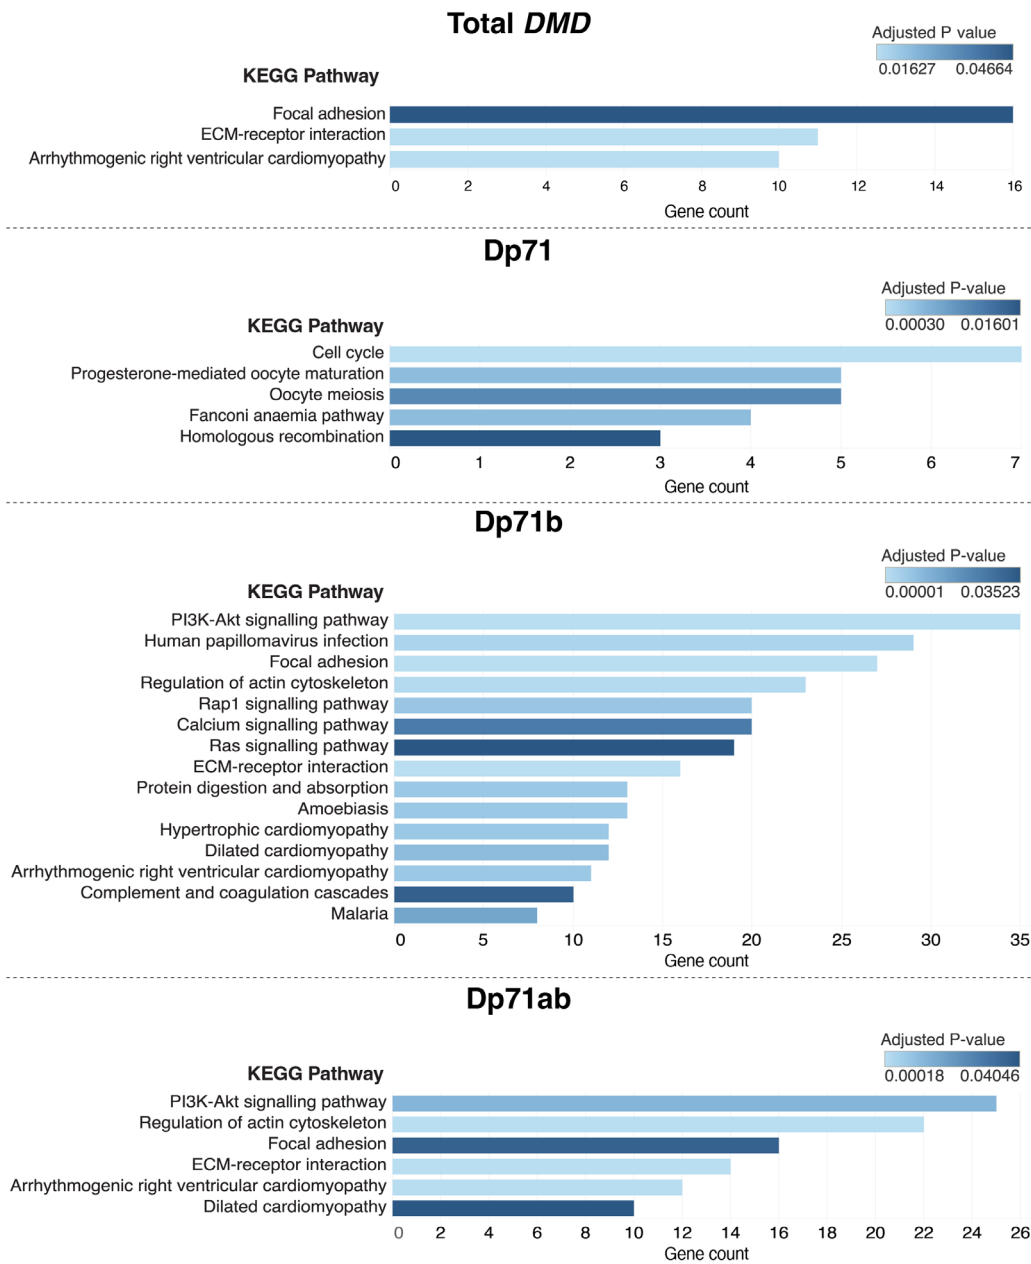 Total DMD
Adjusted P value
0.01627 0.04664
KEGG Pathway
Focal adhesion
ECM-receptor interaction
Arrhythmogenic right ventricular cardiomyopathy
0 2 4 6 8 10 12 14 16
Gene count
Dp71
Adjusted P-value
0.00030 0.01601
KEGG Pathway
Cell cycle
Progesterone-mediated oocyte maturation
Oocyte meiosis
Fanconi anaemia pathway
Homologous recombination
0 1 2 3 4 5 6 7
Gene count
Dp71b
Adjusted P-value
0.00001 0.03523
KEGG Pathway
PI3K-Akt signalling pathway
Human papillomavirus infection
Focal adhesion
Regulation of actin cytoskeleton
Rap1 signalling pathway
Calcium signalling pathway
Ras signalling pathway
ECM-receptor interaction
Protein digestion and absorption
Amoebiasis
Hypertrophic cardiomyopathy
Dilated cardiomyopathy
Arrhythmogenic right ventricular cardiomyopathy
Complement and coagulation cascades
Malaria
0 5 10 15 20 25 30 35
Gene count
Dp71ab
Adjusted P-value
0.00018 0.04046
KEGG Pathway
PI3K-Akt signalling pathway
Regulation of actin cytoskeleton
Focal adhesion
ECM-receptor interaction
Arrhythmogenic right ventricular cardiomyopathy
Dilated cardiomyopathy
0 2 4 6 8 10 12 14 16 18 20 22 24 26
Gene count